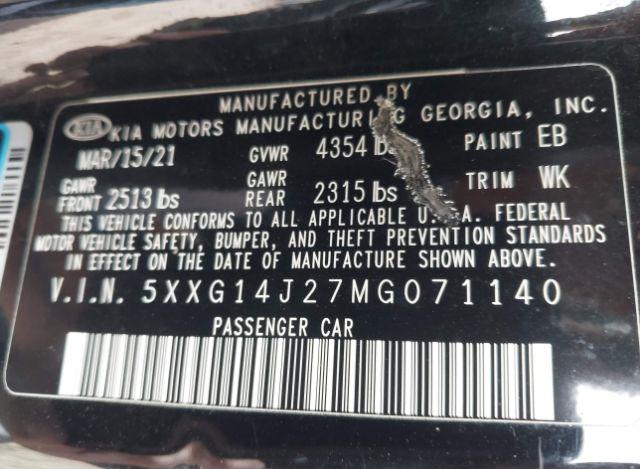 MANUFACTURED BY
KIA KIA MOTORS MANUFACTURING GEORGIA, INC.
MAR/15/21 GVWR 4354 lbs PAINT EB
GAWR FRONT 2513 lbs GAWR REAR 2315 lbs TRIM WK
THIS VEHICLE CONFORMS TO ALL APPLICABLE U.S.A. FEDERAL
MOTOR VEHICLE SAFETY, BUMPER, AND THEFT PREVENTION STANDARDS
IN EFFECT ON THE DATE OF MANUFACTURE SHOWN ABOVE.
V.I.N. 5XXG14J27MG071140
PASSENGER CAR